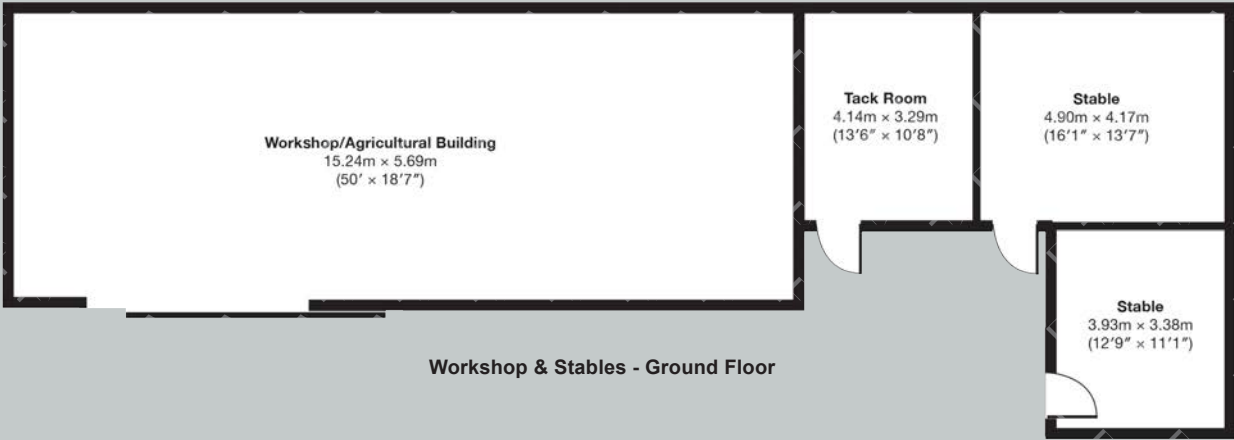 Workshop/Agricultural Building
15.24m × 5.69m
(50′ × 18′7″)
Tack Room
4.14m × 3.29m
(13′6″ × 10′8″)
Stable
4.90m × 4.17m
(16′1″ × 13′7″)
Stable
3.93m × 3.38m
(12′9″ × 11′1″)
Workshop & Stables - Ground Floor